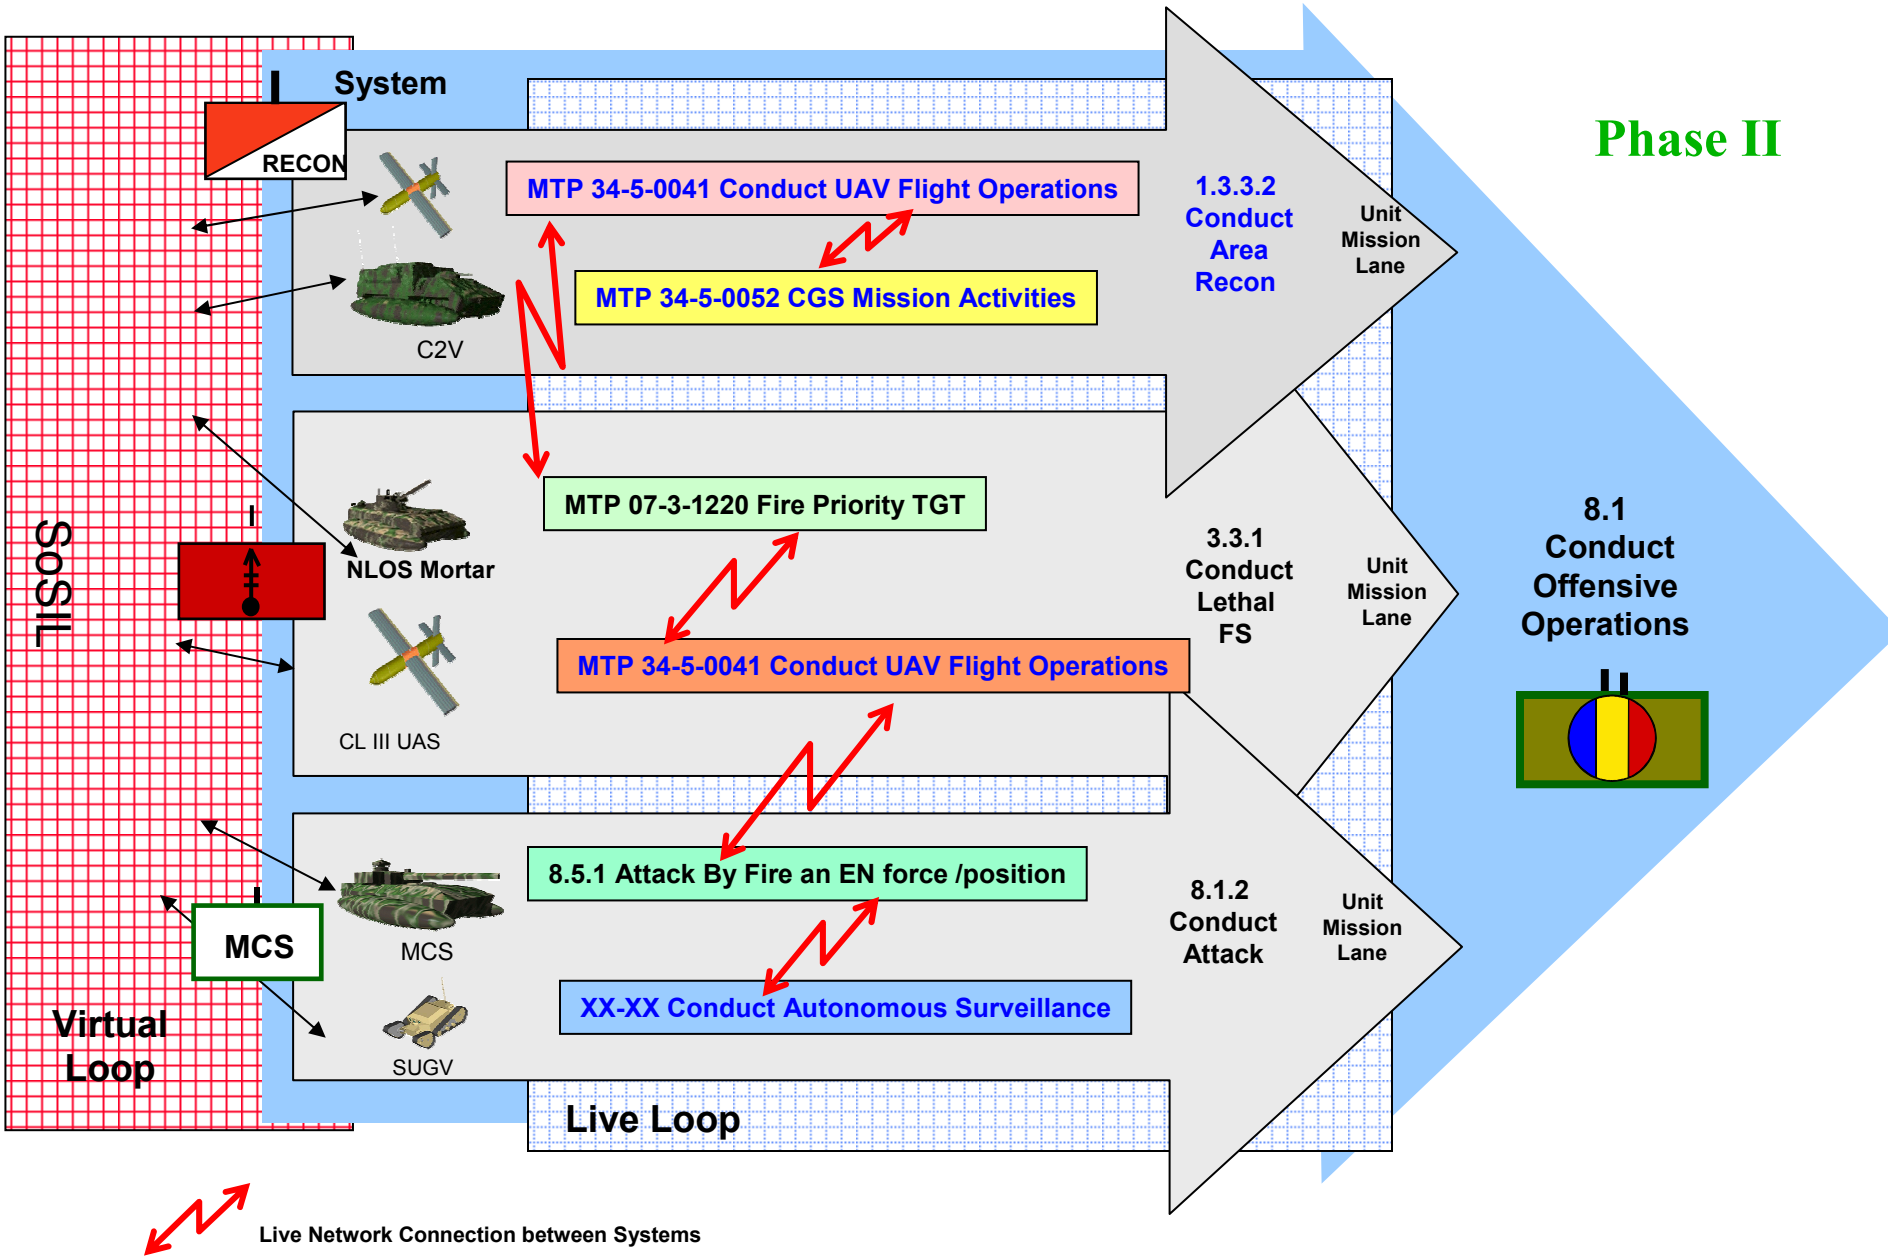 System
Phase II
RECON
MTP 34-5-0041 Conduct UAV Flight Operations
MTP 34-5-0052 CGS Mission Activities
C2V
1.3.3.2
Conduct
Area
Recon
Unit
Mission
Lane
SoSIL
MTP 07-3-1220 Fire Priority TGT
NLOS Mortar
MTP 34-5-0041 Conduct UAV Flight Operations
CL III UAS
3.3.1
Conduct
Lethal
FS
Unit
Mission
Lane
8.1
Conduct
Offensive
Operations
8.5.1 Attack By Fire an EN force /position
MCS
MCS
XX-XX Conduct Autonomous Surveillance
SUGV
8.1.2
Conduct
Attack
Unit
Mission
Lane
Virtual
Loop
Live Loop
Live Network Connection between Systems